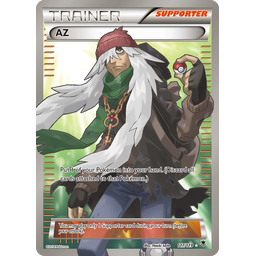 TRAINER
SUPPORTER
AZ
Put 1 of your Pokémon into your hand. (Discard all
cards attached to that Pokémon.)
You may play only 1 Supporter card during your turn (before
your attack).